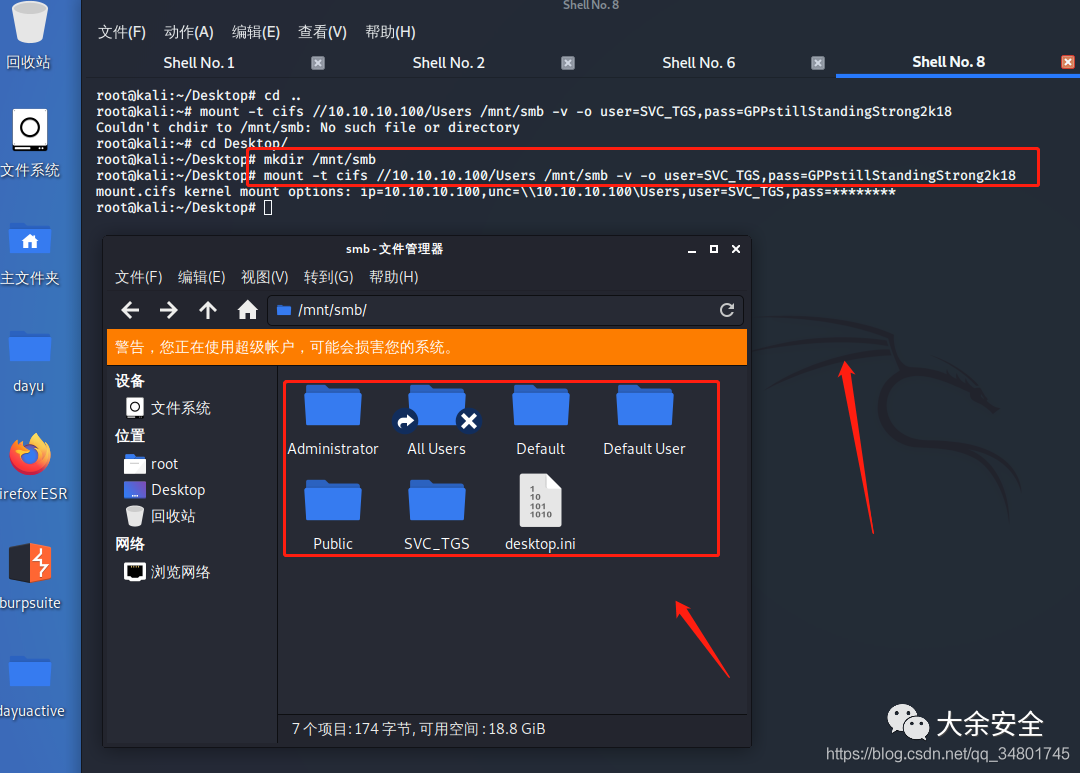 Shell No. 8
文件(F) 动作(A) 编辑(E) 查看(V) 帮助(H)
Shell No. 1 Shell No. 2 Shell No. 6 Shell No. 8
root@kali:~/Desktop# cd ..
root@kali:~# mount -t cifs //10.10.10.100/Users /mnt/smb -v -o user=SVC_TGS,pass=GPPstillStandingStrong2k18
Couldn't chdir to /mnt/smb: No such file or directory
root@kali:~# cd Desktop/
root@kali:~/Desktop# mkdir /mnt/smb
root@kali:~/Desktop# mount -t cifs //10.10.10.100/Users /mnt/smb -v -o user=SVC_TGS,pass=GPPstillStandingStrong2k18
mount.cifs kernel mount options: ip=10.10.10.100,unc=\\10.10.10.100\Users,user=SVC_TGS,pass=********
root@kali:~/Desktop#
回收站
文件系统
主文件夹
dayu
irefox ESR
burpsuite
dayuactive
smb - 文件管理器
文件(F) 编辑(E) 视图(V) 转到(G) 帮助(H)
/mnt/smb/
警告，您正在使用超级帐户，可能会损害您的系统。
设备
文件系统
位置
root
Desktop
回收站
网络
浏览网络
Administrator All Users Default Default User
1
10
101
1010
Public SVC_TGS desktop.ini
7 个项目: 174 字节, 可用空间 : 18.8 GiB
大余安全
https://blog.csdn.net/qq_34801745